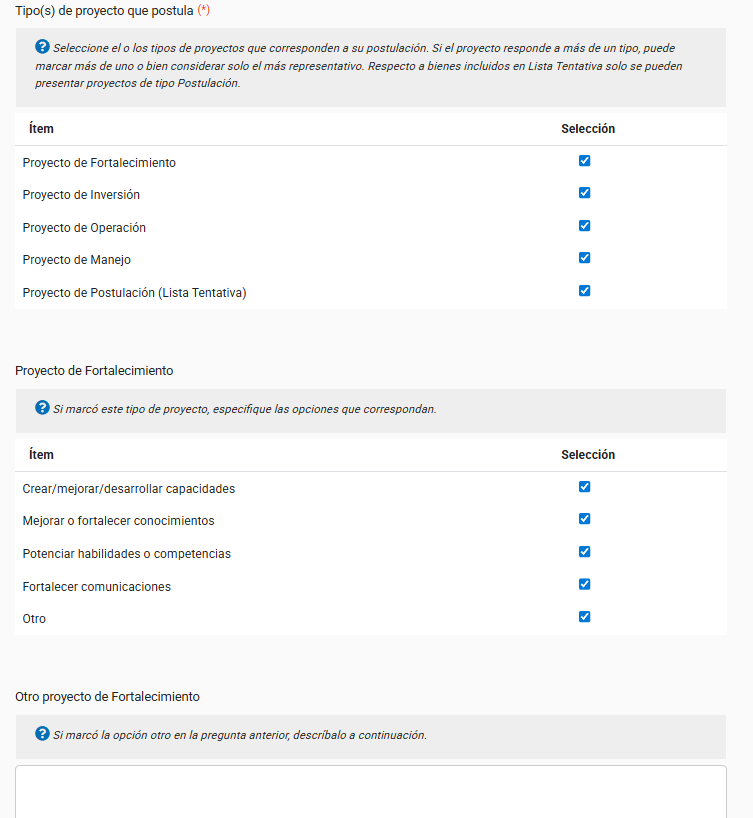 Tipo(s) de proyecto que postula (*)
Seleccione el o los tipos de proyectos que corresponden a su postulación. Si el proyecto responde a más de un tipo, puede
marcar más de uno o bien considerar solo el más representativo. Respecto a bienes incluidos en Lista Tentativa solo se pueden
presentar proyectos de tipo Postulación.
Ítem Selección
Proyecto de Fortalecimiento
Proyecto de Inversión
Proyecto de Operación
Proyecto de Manejo
Proyecto de Postulación (Lista Tentativa)
Proyecto de Fortalecimiento
Si marcó este tipo de proyecto, especifique las opciones que correspondan.
Ítem Selección
Crear/mejorar/desarrollar capacidades
Mejorar o fortalecer conocimientos
Potenciar habilidades o competencias
Fortalecer comunicaciones
Otro
Otro proyecto de Fortalecimiento
Si marcó la opción otro en la pregunta anterior, descríbalo a continuación.